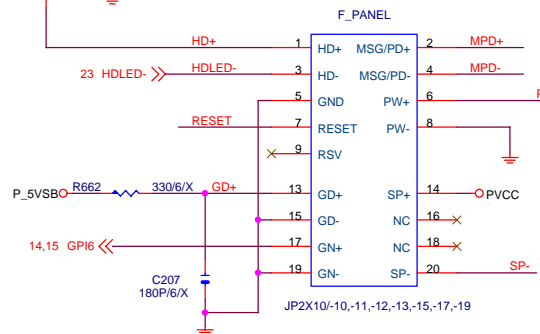 F_PANEL
HD+ 1 HD+ MSG/PD+ 2 MPD+
23 HDLED- HDLED- 3 HD- MSG/PD- 4 MPD-
5 GND PW+ 6
RESET 7 RESET PW- 8
9 RSV
P_5VSB R662 330/6/X GD+ 13 GD+ SP+ 14 PVCC
15 GD- NC 16
14,15 GPI6 17 GN+ NC 18
19 GN- SP- 20 SP-
C207
180P/6/X
JP2X10/-10,-11,-12,-13,-15,-17,-19